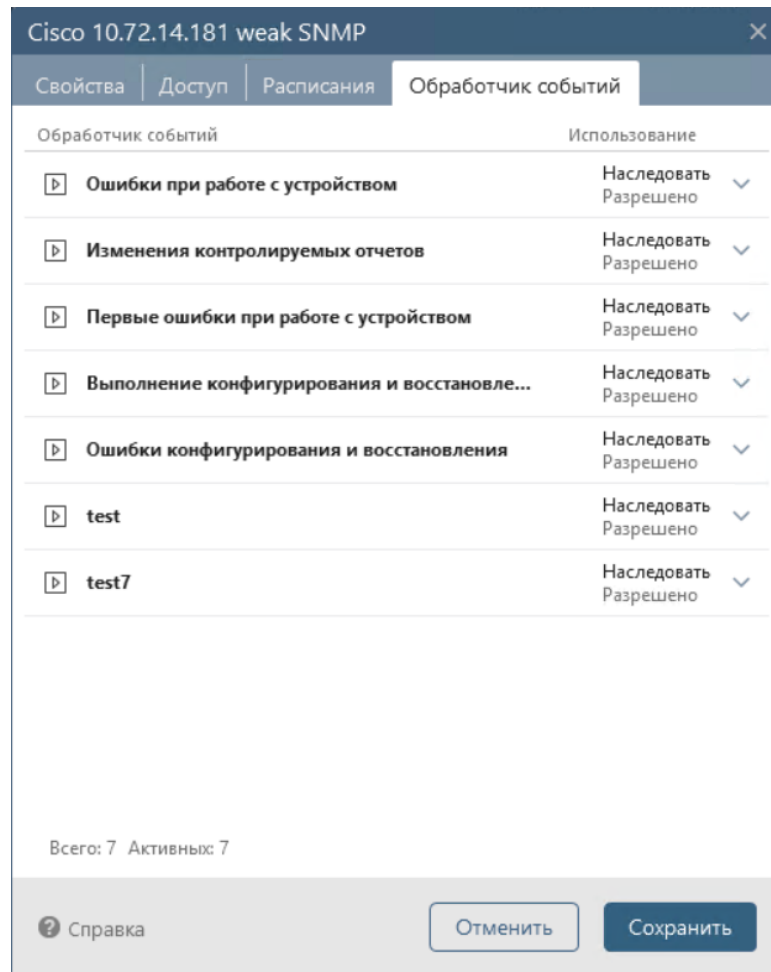 Cisco 10.72.14.181 weak SNMP
Свойства Доступ Расписания Обработчик событий
Обработчик событий Использование
Ошибки при работе с устройством Наследовать
Разрешено
Изменения контролируемых отчетов Наследовать
Разрешено
Первые ошибки при работе с устройством Наследовать
Разрешено
Выполнение конфигурирования и восстановле... Наследовать
Разрешено
Ошибки конфигурирования и восстановления Наследовать
Разрешено
test Наследовать
Разрешено
test7 Наследовать
Разрешено
Всего: 7 Активных: 7
Справка Отменить Сохранить